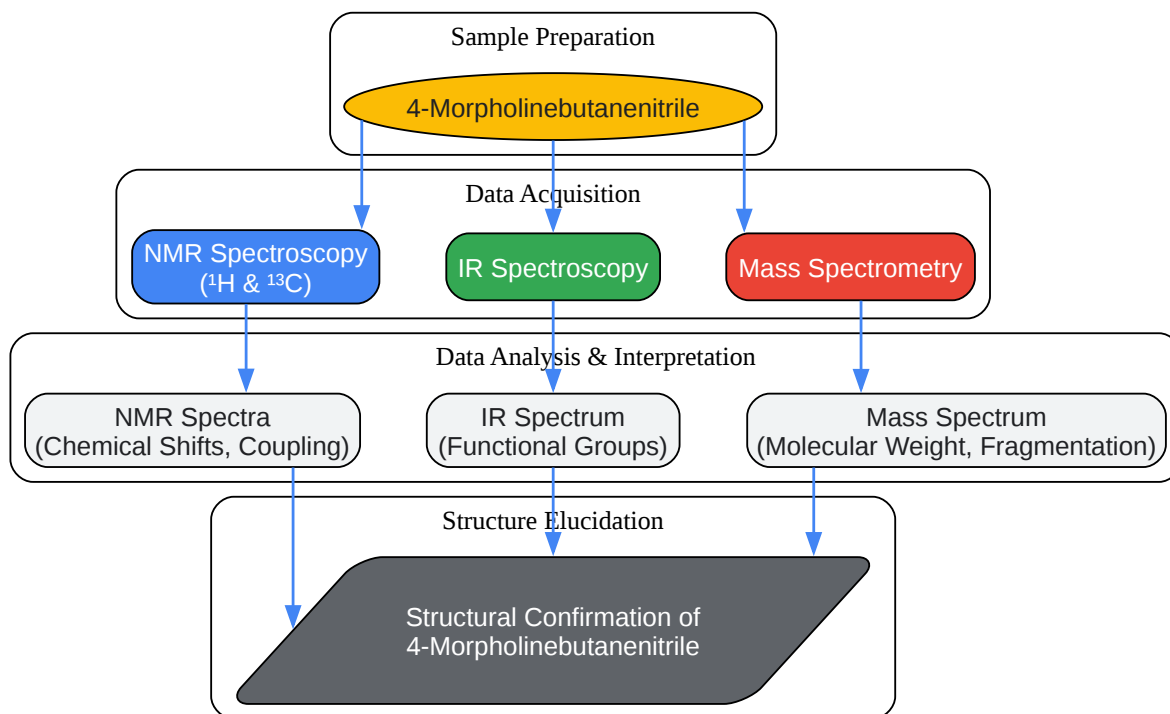 Sample Preparation
4-Morpholinebutanenitrile
Data Acquisition
NMR Spectroscopy
(¹H & ¹³C)
IR Spectroscopy
Mass Spectrometry
Data Analysis & Interpretation
NMR Spectra
(Chemical Shifts, Coupling)
IR Spectrum
(Functional Groups)
Mass Spectrum
(Molecular Weight, Fragmentation)
Structure Elucidation
Structural Confirmation of
4-Morpholinebutanenitrile